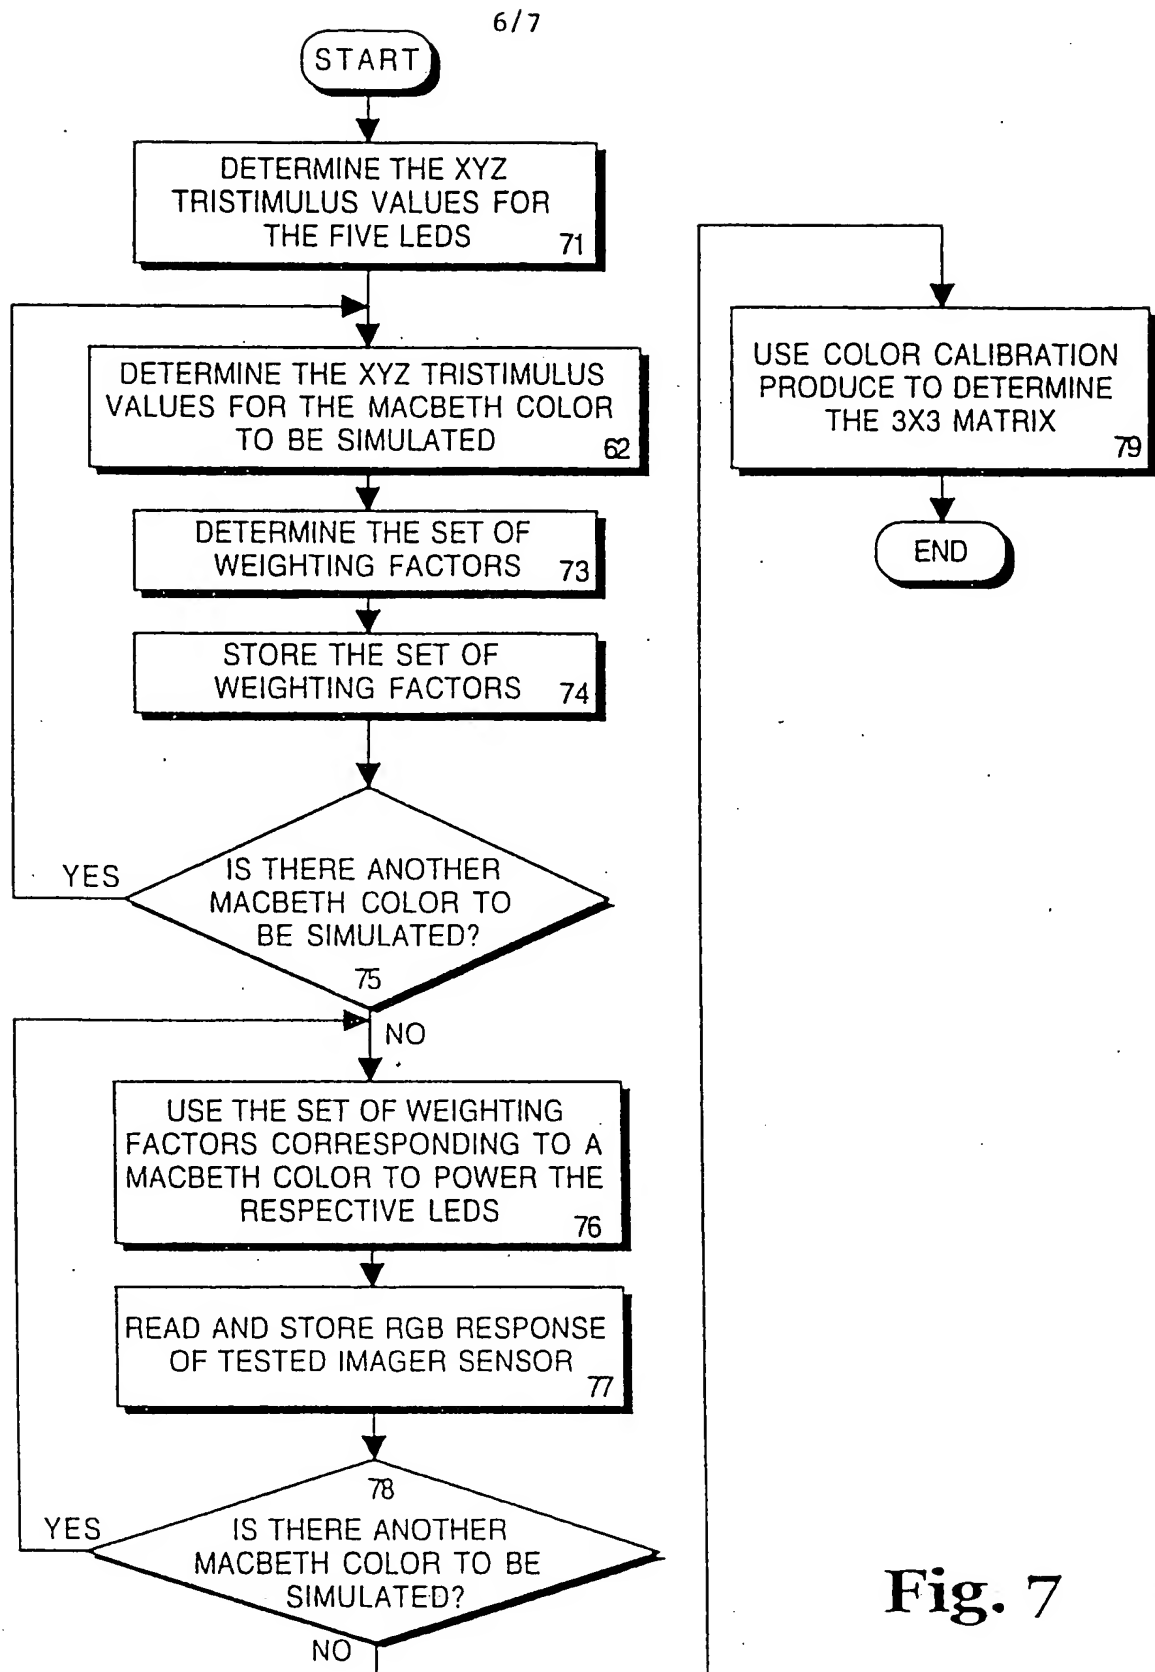 6/7
START
DETERMINE THE XYZ
TRISTIMULUS VALUES FOR
THE FIVE LEDS
71
DETERMINE THE XYZ TRISTIMULUS
VALUES FOR THE MACBETH COLOR
TO BE SIMULATED
62
DETERMINE THE SET OF
WEIGHTING FACTORS
73
STORE THE SET OF
WEIGHTING FACTORS
74
YES
IS THERE ANOTHER
MACBETH COLOR TO
BE SIMULATED?
75
NO
USE THE SET OF WEIGHTING
FACTORS CORRESPONDING TO A
MACBETH COLOR TO POWER THE
RESPECTIVE LEDS
76
READ AND STORE RGB RESPONSE
OF TESTED IMAGER SENSOR
77
78
YES
IS THERE ANOTHER
MACBETH COLOR TO BE
SIMULATED?
NO
USE COLOR CALIBRATION
PRODUCE TO DETERMINE
THE 3X3 MATRIX
79
END
Fig. 7